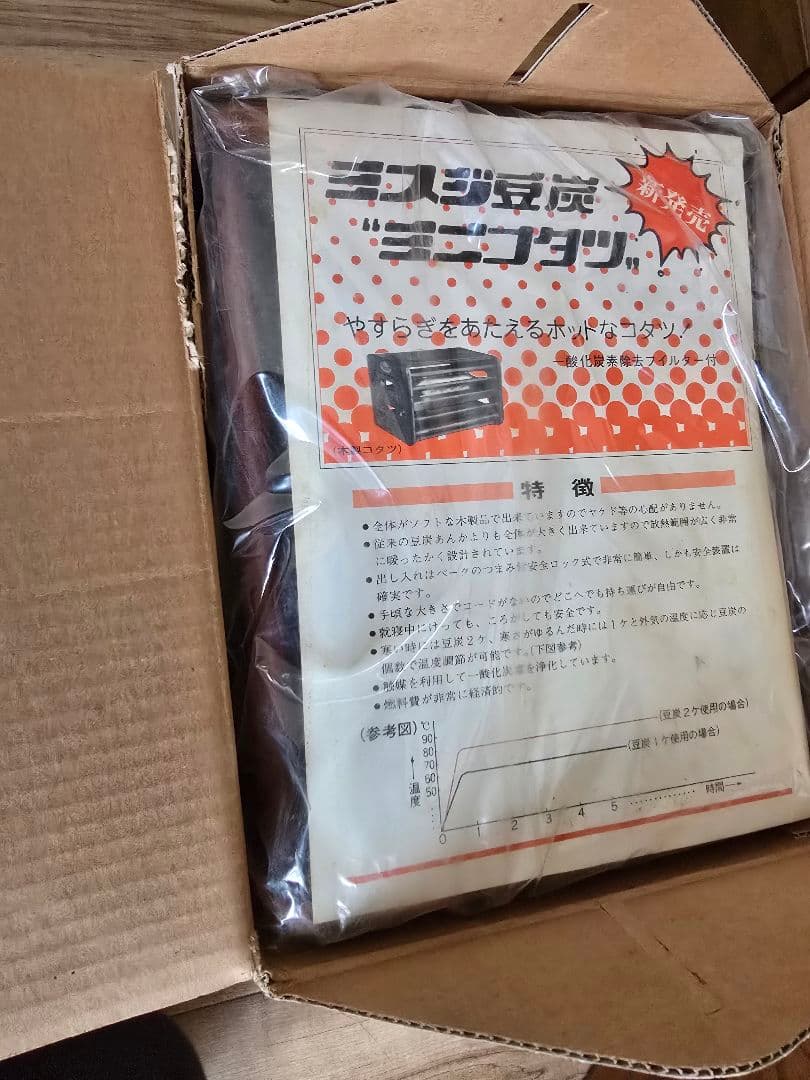 ミスジ豆炭
新発売
“ミニコタツ„
やすらぎをあたえるホットなコタツ!
一酸化炭素除去フイルター付
(木製コタツ)
特徴
●全体がソフトな木製品で出来ていますのでヤケド等の心配がありません。
●従来の豆炭あんかよりも全体が大きく出来ていますので放熱範囲が広く非常
に暖ったかく設計されています。
●出し入れはベークのつまみ付安全ロック式で非常に簡単、しかも安全装置は
確実です。
●手頃な大きさでコードがないのでどこへでも持ち運びが自由です。
●就寝中にけっても、ころがしても安全です。
●寒い時には豆炭2ケ、寒さがゆるんだ時には1ケと外気の温度に応じ豆炭の
個数で温度調節が可能です。(下図参考)
●触媒を利用して一酸化炭素を浄化しています。
●燃料費が非常に経済的です。
(参考図)
℃
90
80
70
60
50
温度
(豆炭2ケ使用の場合)
(豆炭1ケ使用の場合)
0 1 2 3 4 5 時間